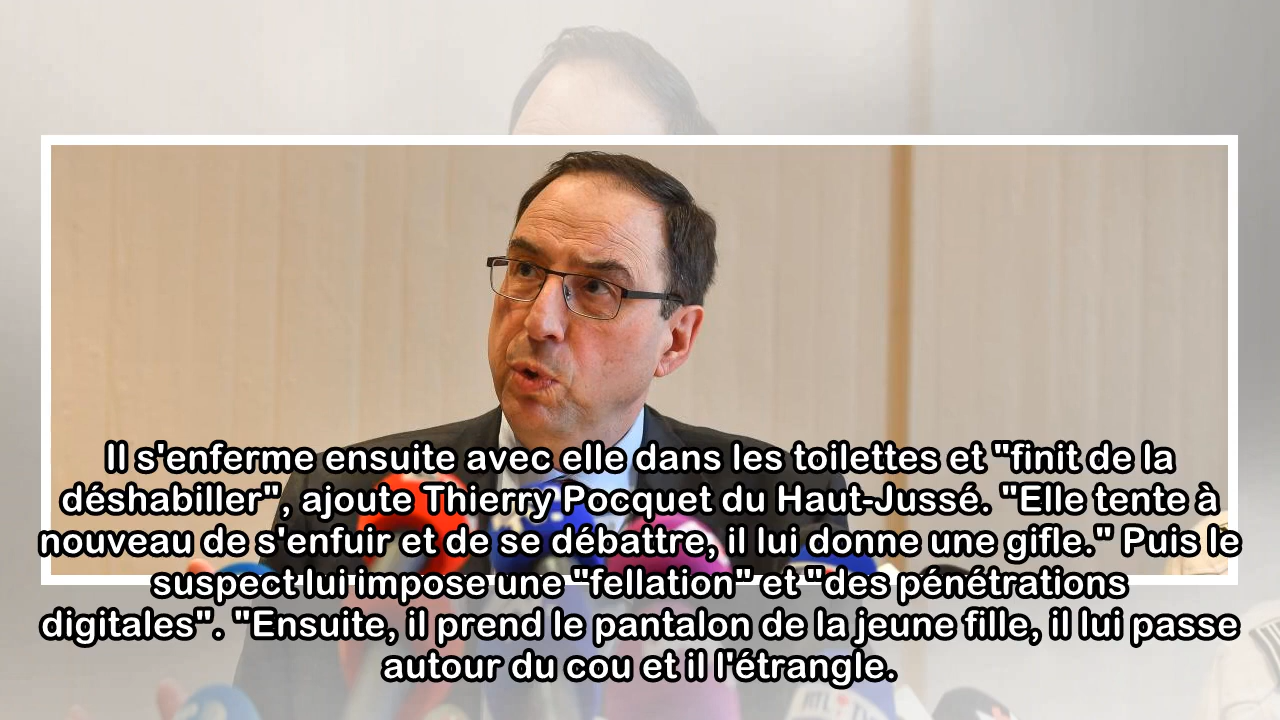 Il s'enferme ensuite avec elle dans les toilettes et "finit de la
déshabiller", ajoute Thierry Pocquet du Haut-Jussé. "Elle tente à
nouveau de s'enfuir et de se débattre, il lui donne une gifle." Puis le
suspect lui impose une "fellation" et "des pénétrations
digitales". "Ensuite, il prend le pantalon de la jeune fille, il lui passe
autour du cou et il l'étrangle.
RTL